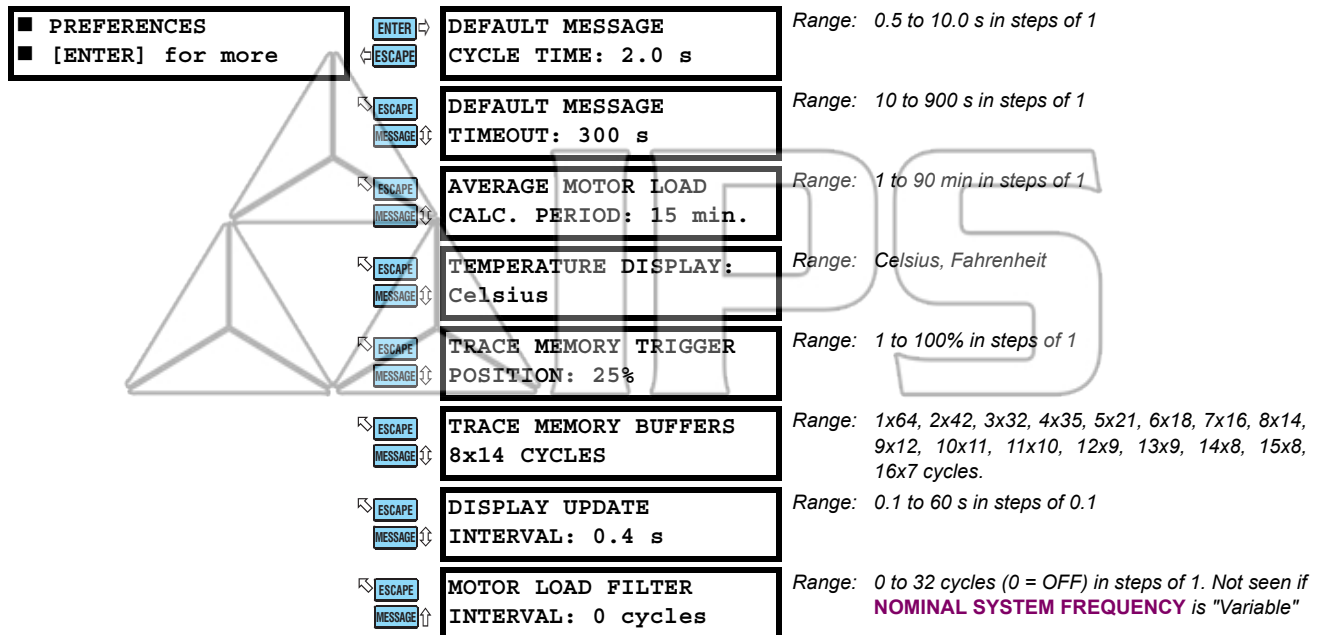 ■ PREFERENCES
■ [ENTER] for more
ENTER
ESCAPE
DEFAULT MESSAGE
CYCLE TIME: 2.0 s
Range: 0.5 to 10.0 s in steps of 1
ESCAPE
MESSAGE
DEFAULT MESSAGE
TIMEOUT: 300 s
Range: 10 to 900 s in steps of 1
ESCAPE
MESSAGE
AVERAGE MOTOR LOAD
CALC. PERIOD: 15 min.
Range: 1 to 90 min in steps of 1
ESCAPE
MESSAGE
TEMPERATURE DISPLAY:
Celsius
Range: Celsius, Fahrenheit
ESCAPE
MESSAGE
TRACE MEMORY TRIGGER
POSITION: 25%
Range: 1 to 100% in steps of 1
ESCAPE
MESSAGE
TRACE MEMORY BUFFERS
8x14 CYCLES
Range: 1x64, 2x42, 3x32, 4x35, 5x21, 6x18, 7x16, 8x14,
9x12, 10x11, 11x10, 12x9, 13x9, 14x8, 15x8,
16x7 cycles.
ESCAPE
MESSAGE
DISPLAY UPDATE
INTERVAL: 0.4 s
Range: 0.1 to 60 s in steps of 0.1
ESCAPE
MESSAGE
MOTOR LOAD FILTER
INTERVAL: 0 cycles
Range: 0 to 32 cycles (0 = OFF) in steps of 1. Not seen if
NOMINAL SYSTEM FREQUENCY is "Variable"
IPS